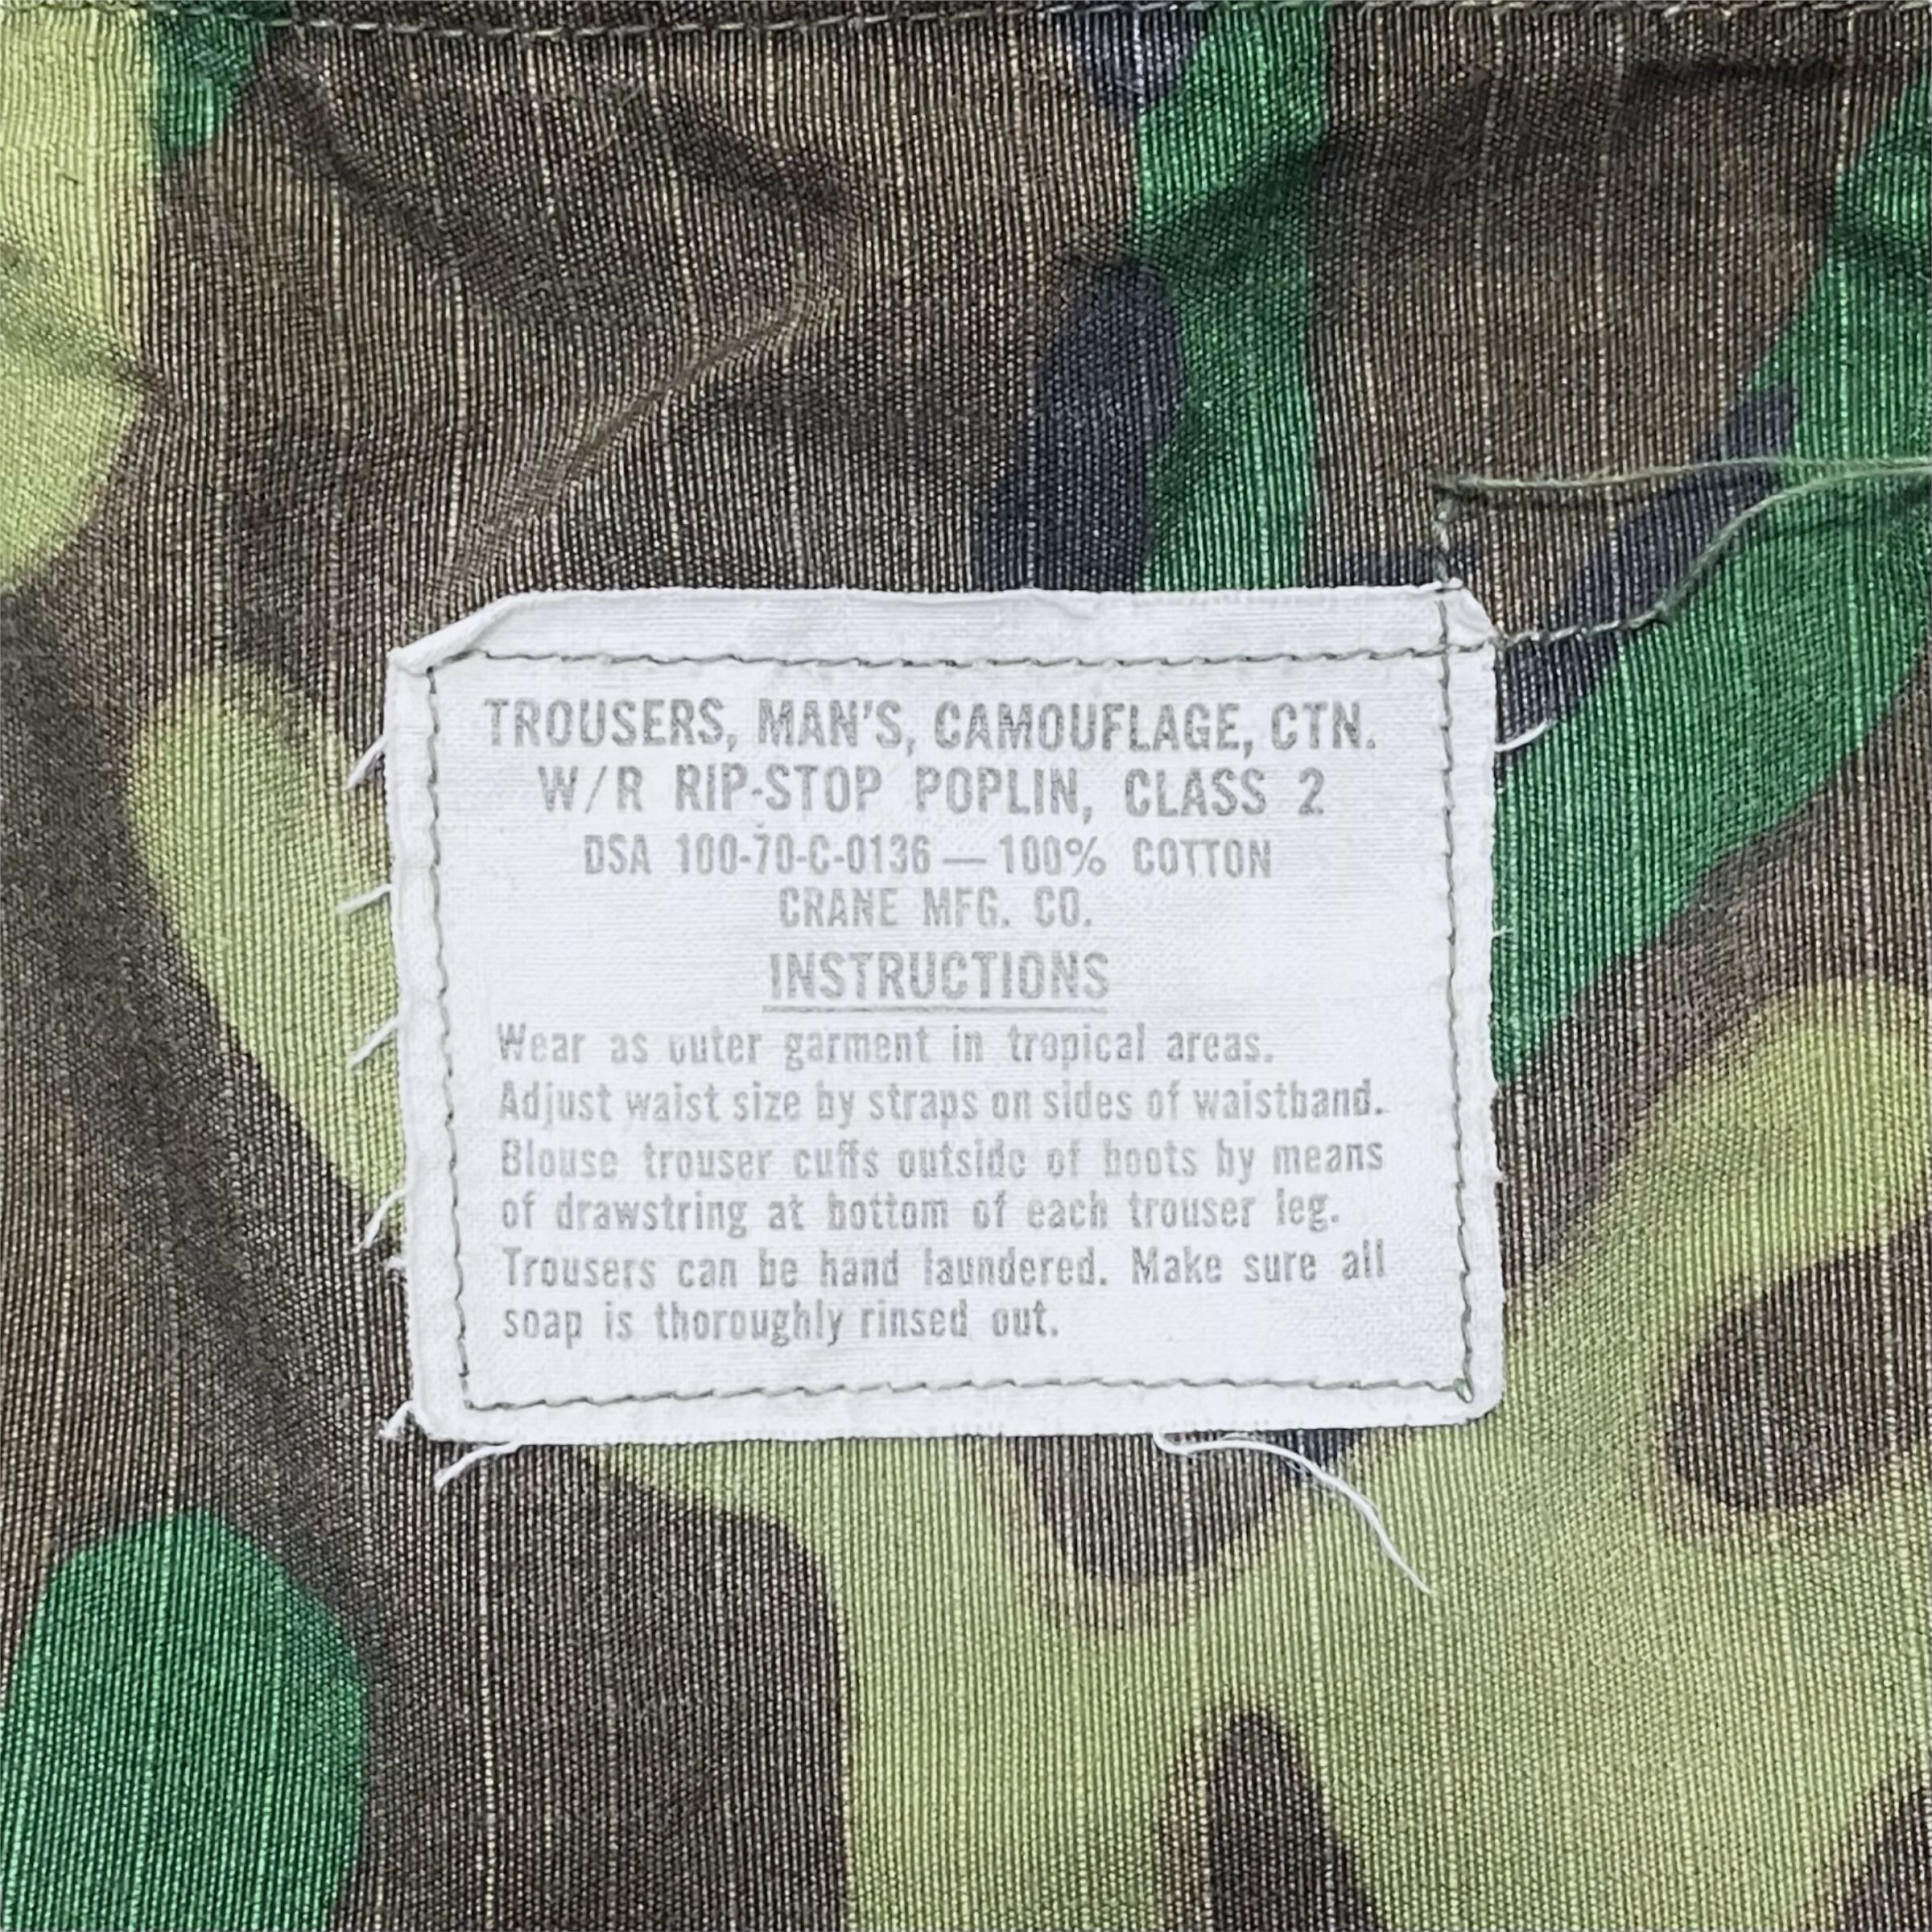 TROUSERS, MAN'S, CAMOUFLAGE, CTN.
W/R RIP-STOP POPLIN, CLASS 2
DSA 100-70-C-0136 — 100% COTTON
CRANE MFG. CO.
INSTRUCTIONS
Wear as outer garment in tropical areas.
Adjust waist size by straps on sides of waistband.
Blouse trouser cuffs outside of boots by means
of drawstring at bottom of each trouser leg.
Trousers can be hand laundered. Make sure all
soap is thoroughly rinsed out.